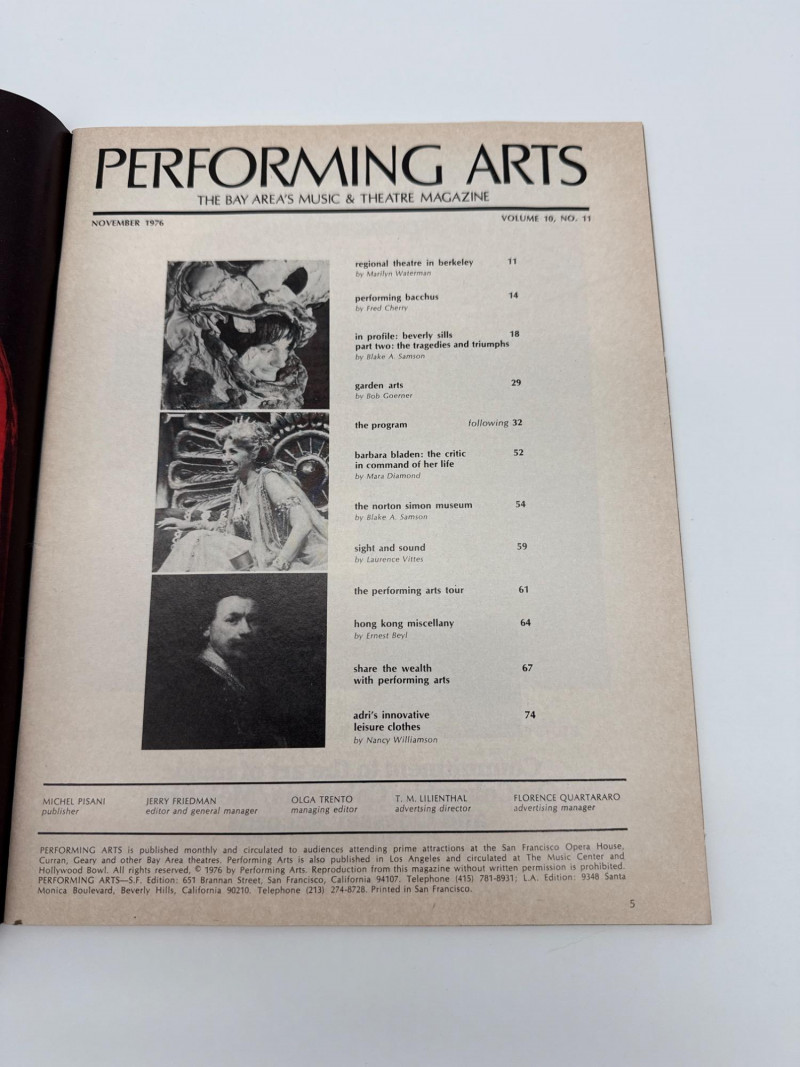 PERFORMING ARTS
THE BAY AREA'S MUSIC & THEATRE MAGAZINE
NOVEMBER 1976 VOLUME 10, NO. 11
regional theatre in berkeley 11
by Marilyn Waterman
performing bacchus 14
by Fred Cherry
in profile: beverly sills 18
part two: the tragedies and triumphs
by Blake A. Samson
garden arts 29
by Bob Goerner
the program following 32
barbara bladen: the critic 52
in command of her life
by Mara Diamond
the norton simon museum 54
by Blake A. Samson
sight and sound 59
by Laurence Vittes
the performing arts tour 61
hong kong miscellany 64
by Ernest Beyl
share the wealth 67
with performing arts
adri's innovative 74
leisure clothes
by Nancy Williamson
MICHEL PISANI JERRY FRIEDMAN OLGA TRENTO T. M. LILIENTHAL FLORENCE QUARTARARO
publisher editor and general manager managing editor advertsing director advertising manager
PERFORMING ARTS is published monthly and circulated to audiences attending prime attractions at the San Francisco Opera House,
Curran, Geary and other Bay Area theatres. Performing Arts is also published in Los Angeles and circulated at The Music Center and
Hollywood Bowl. All rights reserved, © 1976 by Performing Arts. Reproduction from this magazine without written permission is prohibited.
PERFORMING ARTS—S.F. Edition: 651 Brannan Street, San Francisco, California 94107. Telephone (415) 781-8931; L.A. Edition: 9348 Santa
Monica Boulevard, Beverly Hills, California 90210. Telephone (213) 274-8728. Printed in San Francisco.
5